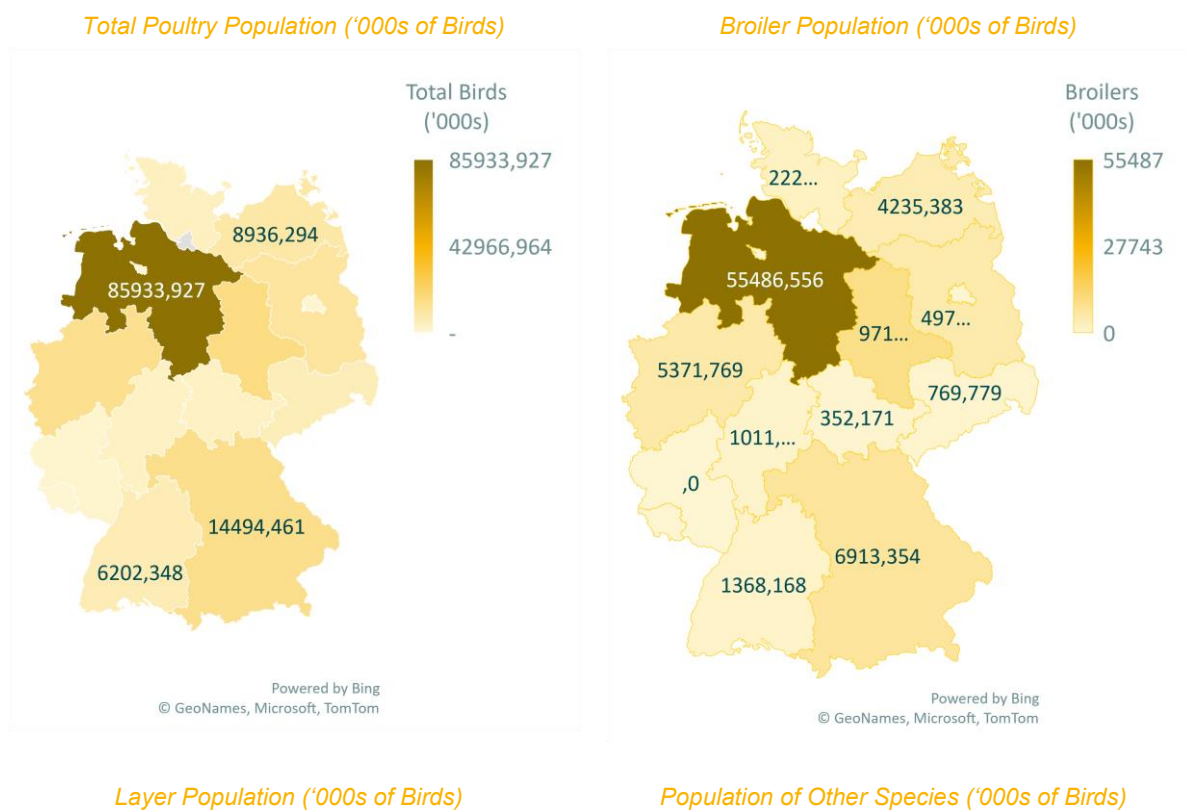 Total Poultry Population (‘000s of Birds)
Total Birds
('000s)
85933,927
42966,964
-
8936,294
85933,927
14494,461
6202,348
Powered by Bing
© GeoNames, Microsoft, TomTom
Broiler Population (‘000s of Birds)
Broilers
('000s)
55487
27743
0
222...
4235,383
55486,556
497...
971...
5371,769
769,779
352,171
1011,...
,0
6913,354
1368,168
Powered by Bing
© GeoNames, Microsoft, TomTom
Layer Population (‘000s of Birds)
Population of Other Species (‘000s of Birds)